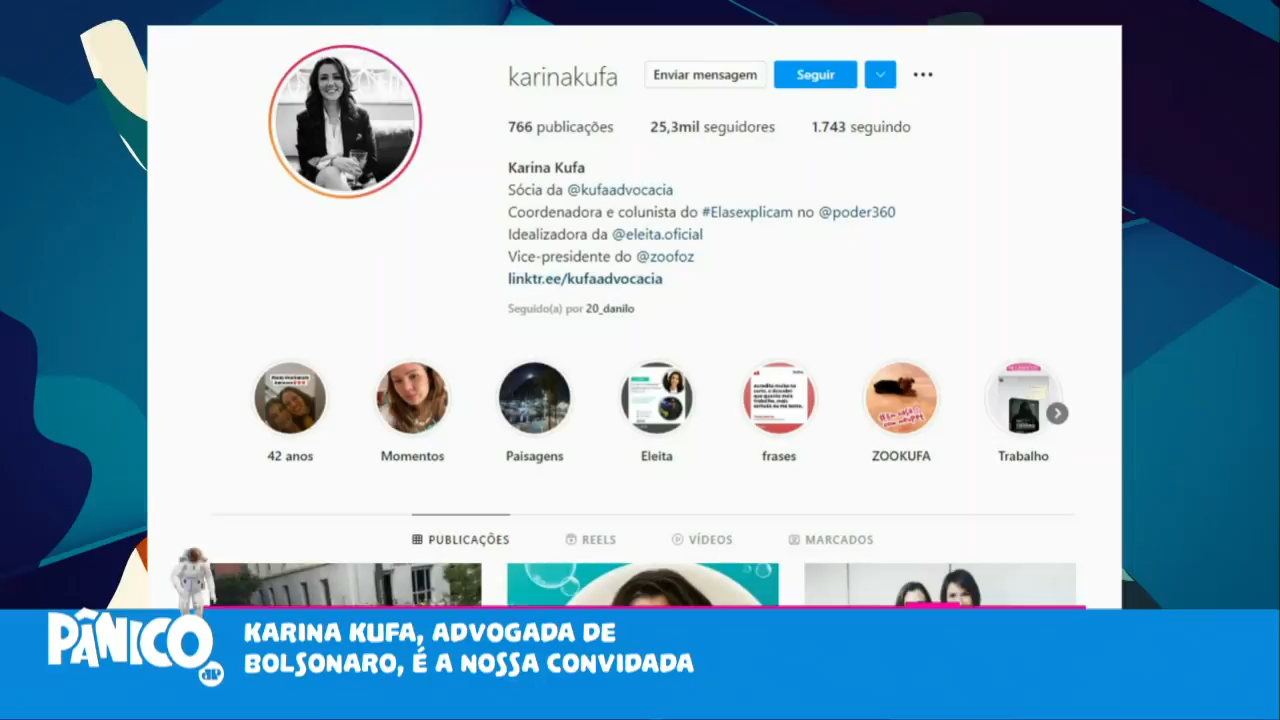 karinakufa Enviar mensagem Seguir
766 publicações 25,3mil seguidores 1.743 seguindo
Karina Kufa
Sócia da @kufaadvocacia
Coordenadora e colunista do #Elasexplicam no @poder360
Idealizadora da @eleita.oficial
Vice-presidente do @zoofoz
linktr.ee/kufaadvocacia
Seguido(a) por 20_danilo
42 anos Momentos Paisagens Eleita frases ZOOKUFA Trabalho
PUBLICAÇÕES REELS VÍDEOS MARCADOS
PÂNICO JP
KARINA KUFA, ADVOGADA DE
BOLSONARO, É A NOSSA CONVIDADA